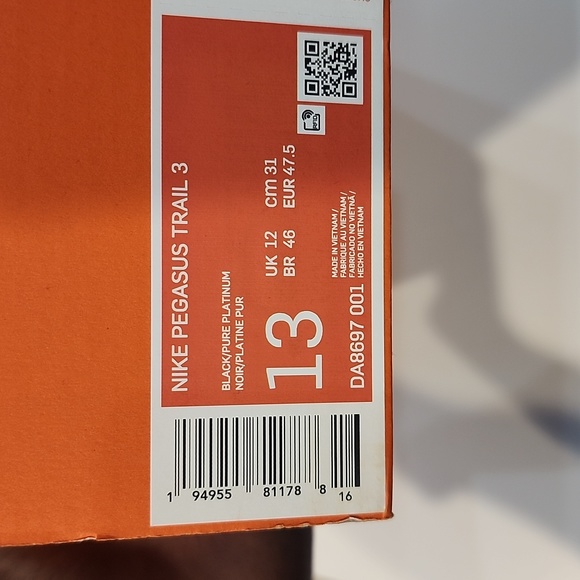 NIKE PEGASUS TRAIL 3
BLACK/PURE PLATINUM
NOIR/PLATINE PUR
13
UK 12 cm 31
BR 46 EUR 47.5
MADE IN VIETNAM /
FABRIQUE AU VIETNAM /
FABRICADO NO VIETNÃ /
HECHO EN VIETNAM
DA8697 001
1 94955 81178 8 16